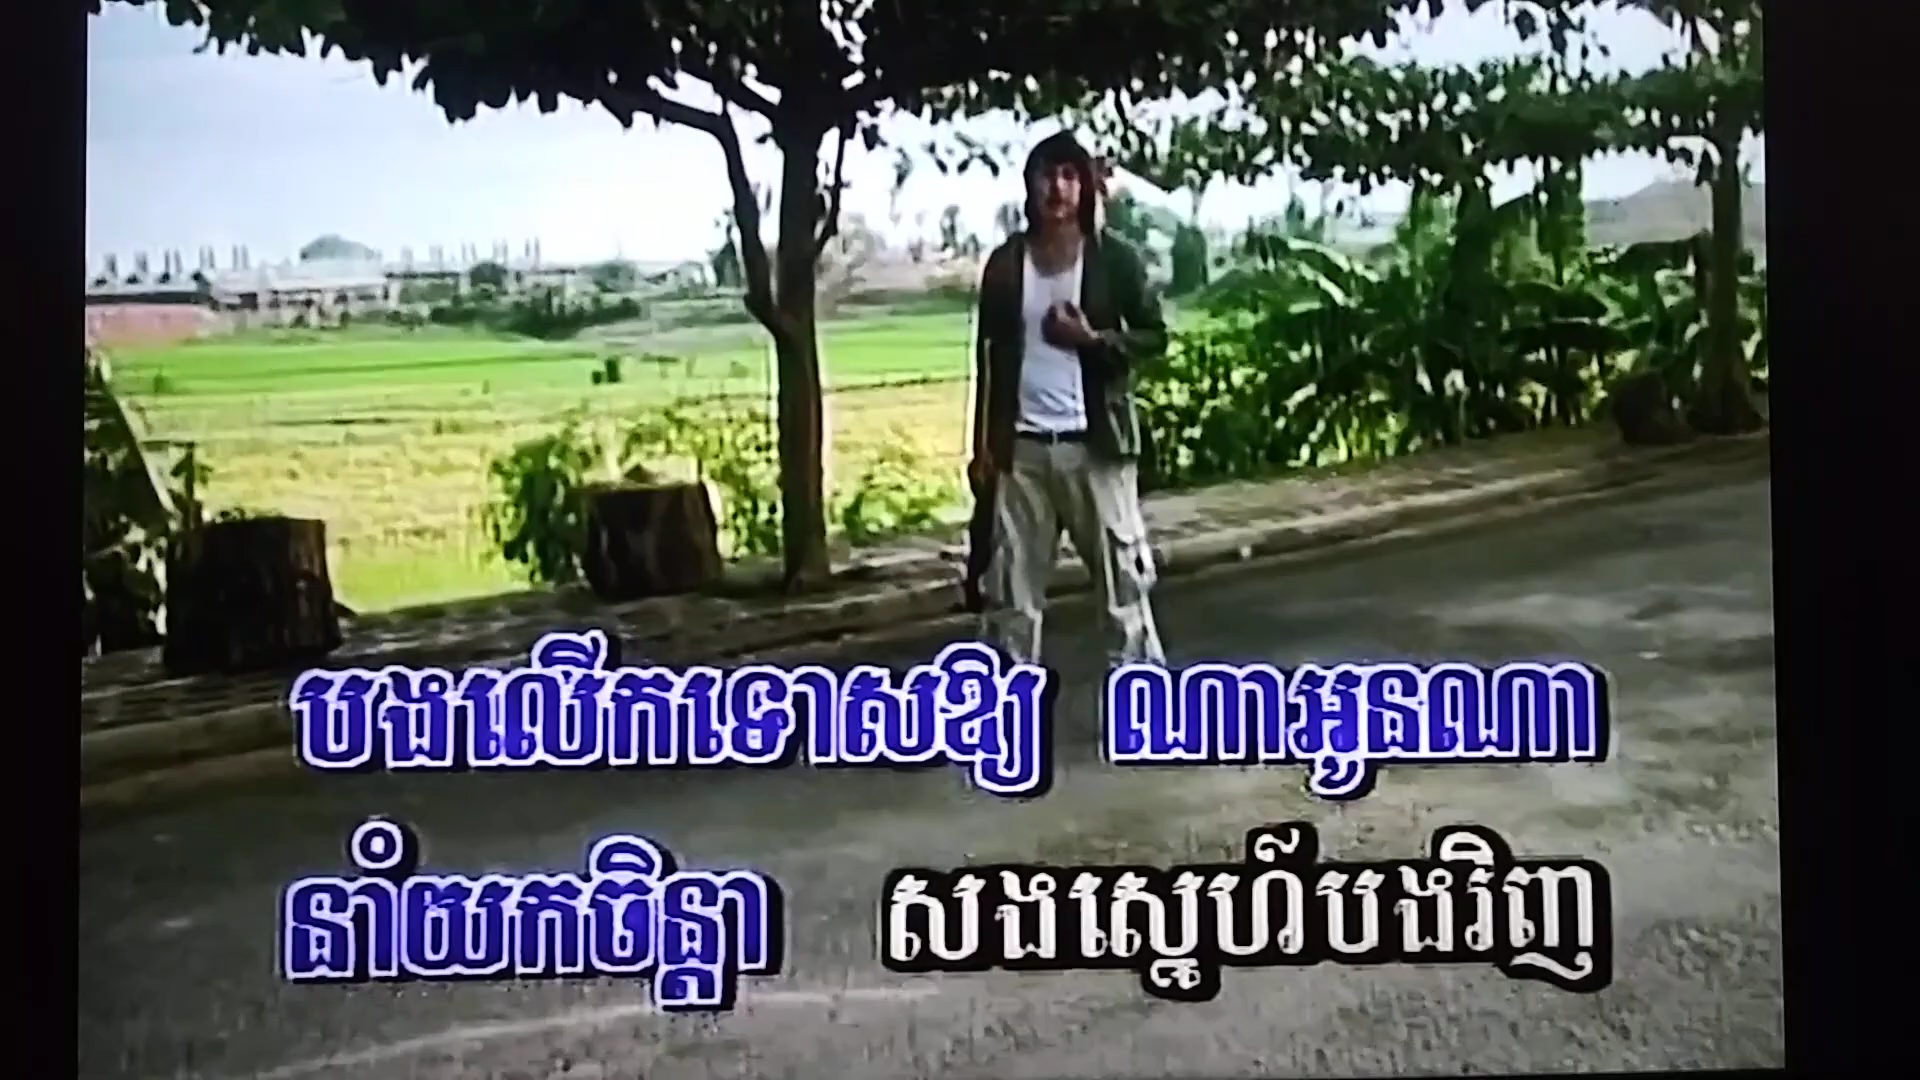 បងលើកទោសឱ្យ ណាអូនណា
នាំយកចិន្តា សងស្នេហ៍បងវិញ